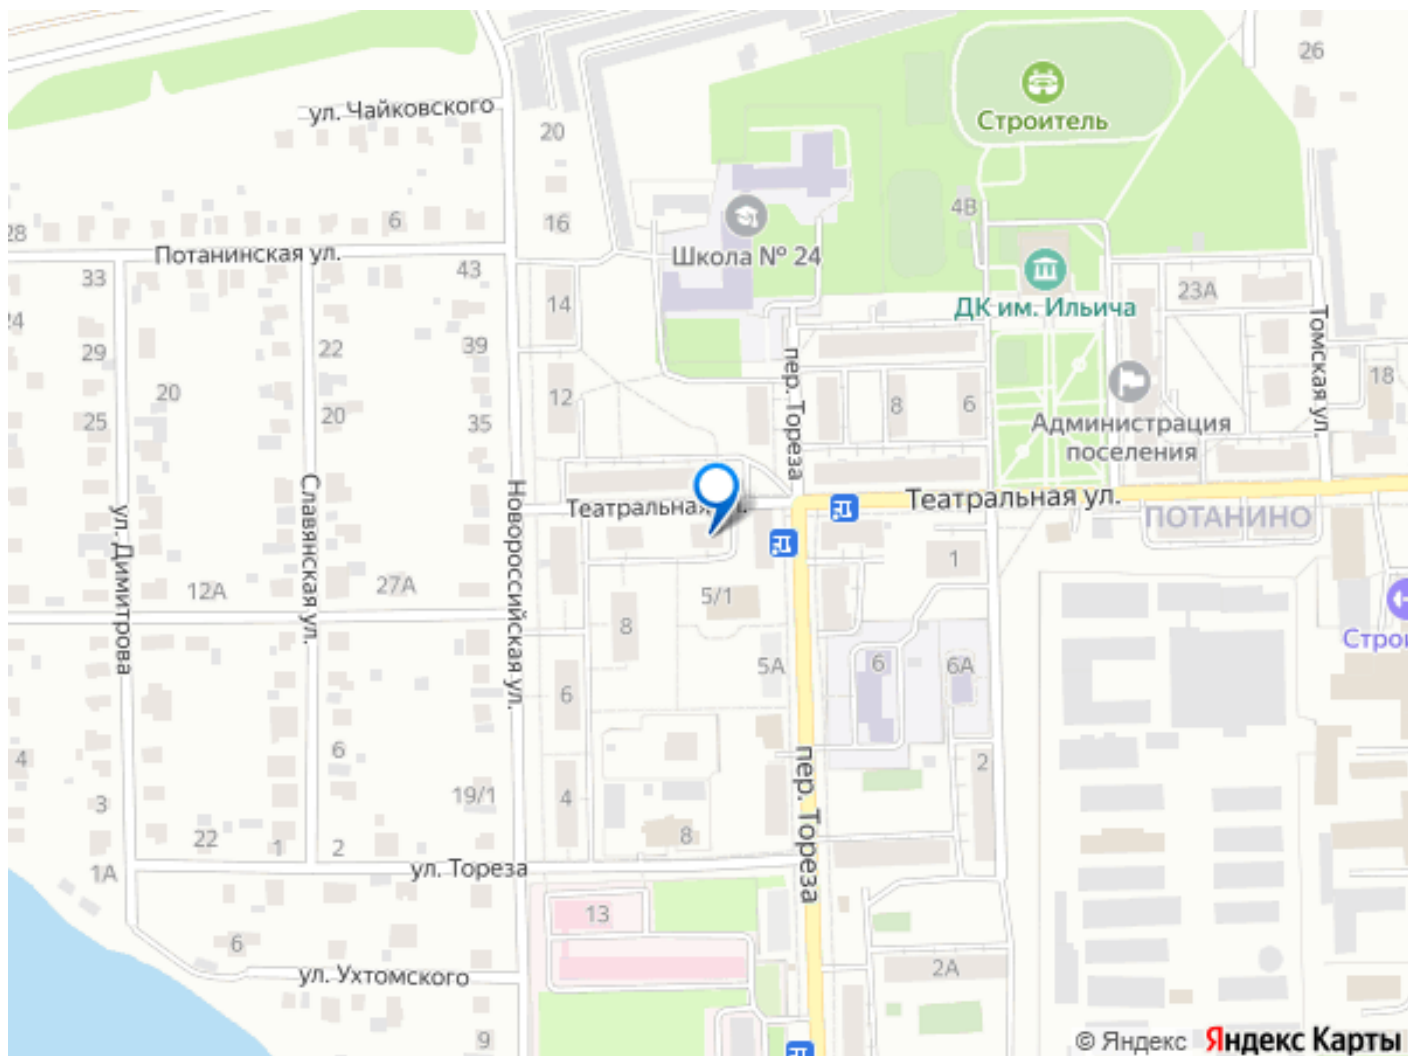 26
ул. Чайковского
Строитель
20
4В
28
6
16
Школа № 24
Потанинская ул.
33
43
ДК им. Ильича
23А
14
24
29
22
39
Томская ул.
пер. Тореза
18
20
12
8
6
25
20
35
Администрация
поселения
Славянская ул.
Новороссийская ул.
ул. Димитрова
Театральная
Театральная ул.
ПОТАНИНО
1
12А
27А
5/1
8
Строи
5А
6
6А
6
4
6
2
пер. Тореза
3
19/1
4
22
1
2
8
1А
ул. Тореза
13
6
ул. Ухтомского
2А
9
© Яндекс Яндекс Карты